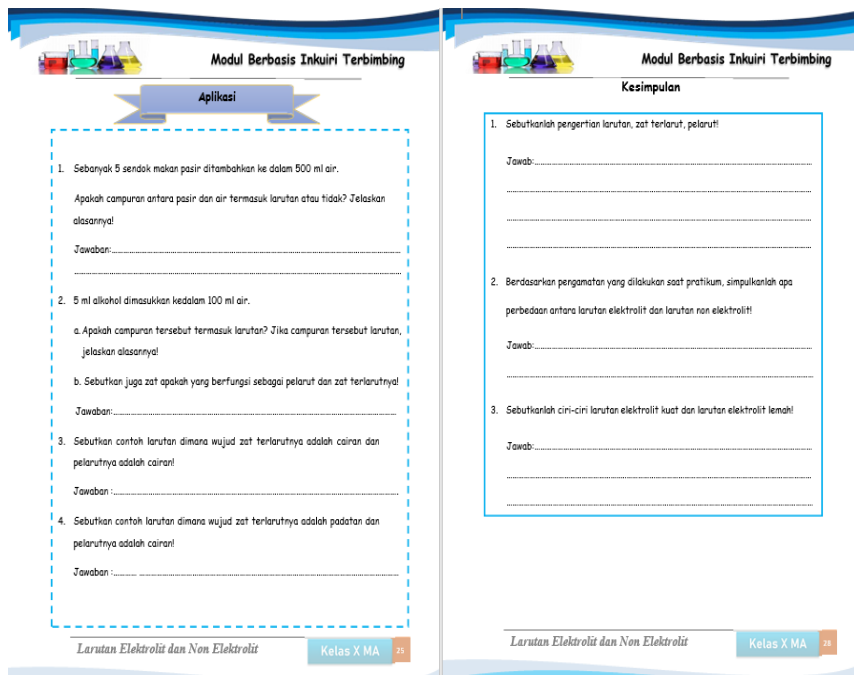 Modul Berbasis Inkuiri Terbimbing
Aplikasi
1. Sebanyak 5 sendok makan pasir ditambahkan ke dalam 500 ml air.
Apakah campuran antara pasir dan air termasuk larutan atau tidak? Jelaskan
alasannya!
Jawaban:
2. 5 ml alkohol dimasukkan kedalam 100 ml air.
a. Apakah campuran tersebut termasuk larutan? Jika campuran tersebut larutan,
jelaskan alasannya!
b. Sebutkan juga zat apakah yang berfungsi sebagai pelarut dan zat terlarutnya!
Jawaban:
3. Sebutkan contoh larutan dimana wujud zat terlarutnya adalah cairan dan
pelarutnya adalah cairan!
Jawaban :
4. Sebutkan contoh larutan dimana wujud zat terlarutnya adalah padatan dan
pelarutnya adalah cairan!
Jawaban :
Larutan Elektrolit dan Non Elektrolit
Kelas X MA 25
Modul Berbasis Inkuiri Terbimbing
Kesimpulan
1. Sebutkanlah pengertian larutan, zat terlarut, pelarut!
Jawab:
2. Berdasarkan pengamatan yang dilakukan saat pratikum, simpulkanlah apa
perbedaan antara larutan elektrolit dan larutan non elektrolit!
Jawab:
3. Sebutkanlah ciri-ciri larutan elektrolit kuat dan larutan elektrolit lemah!
Jawab:
Larutan Elektrolit dan Non Elektrolit
Kelas X MA 28